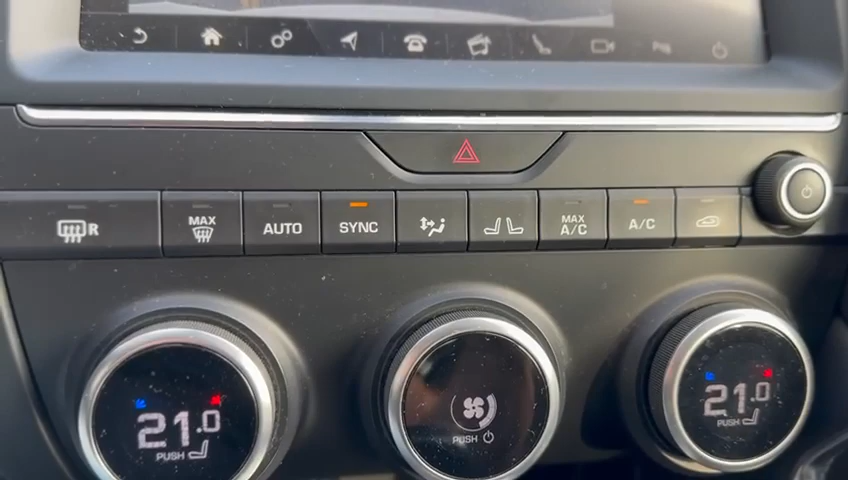 R
MAX
AUTO
SYNC
MAX
A/C
A/C
21.0
PUSH
PUSH
21.0
PUSH